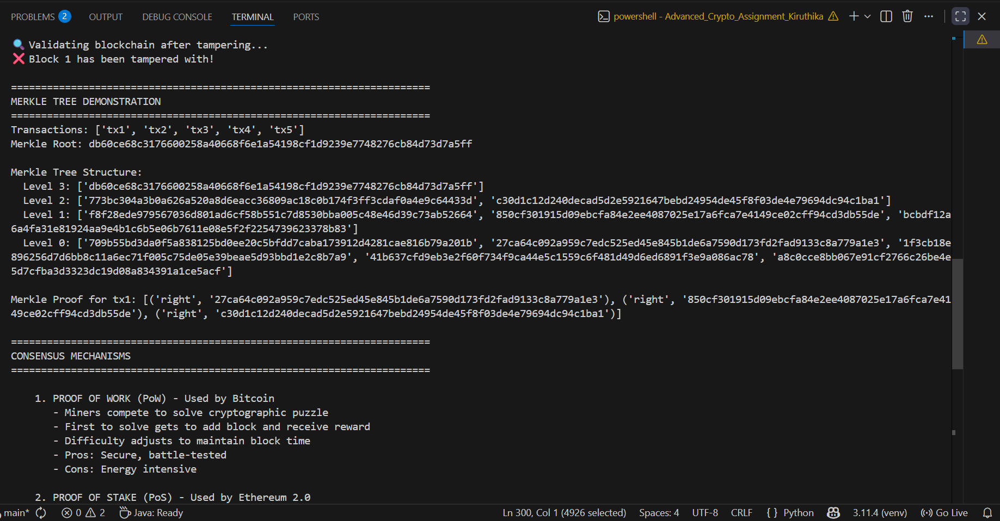 PROBLEMS 2 OUTPUT DEBUG CONSOLE TERMINAL PORTS powershell - Advanced_Crypto_Assignment_Kiruthika
Validating blockchain after tampering...
Block 1 has been tampered with!
======================================================================
MERKLE TREE DEMONSTRATION
======================================================================
Transactions: ['tx1', 'tx2', 'tx3', 'tx4', 'tx5']
Merkle Root: db60ce68c3176600258a40668f6e1a54198cf1d9239e7748276cb84d73d7a5ff
Merkle Tree Structure:
Level 3: ['db60ce68c3176600258a40668f6e1a54198cf1d9239e7748276cb84d73d7a5ff']
Level 2: ['773bc304a3b0a626a520a8d6eacc36809ac18c0b174f3ff3cdaf0a4e9c64433d', 'c30d1c12d240decad5d2e5921647bebd24954de45f8f03de4e79694dc94c1ba1']
Level 1: ['f8f28ede979567036d801ad6cf58b551c7d8530bba005c48e46d39c73ab52664', '850cf301915d09ebcfa84e2ee4087025e17a6fca7e4149ce02cff94cd3db55de', 'bcbdf12a
6a4fa31e81924aa9e4b1c6b5e06b7611e08e5f2f2254739623378b83']
Level 0: ['709b55bd3da0f5a838125bd0ee20c5bfdd7caba173912d4281cae816b79a201b', '27ca64c092a959c7edc525ed45e845b1de6a7590d173fd2fad9133c8a779a1e3', '1f3cb18e
896256d7d6bb8c11a6ec71f005c75de05e39beae5d93bbd1e2c8b7a9', '41b637cfd9eb3e2f60f734f9ca44e5c1559c6f481d49d6ed6891f3e9a086ac78', 'a8c0cce8bb067e91cf2766c26be4e
5d7cfba3d3323dc19d08a834391a1ce5acf']
Merkle Proof for tx1: [('right', '27ca64c092a959c7edc525ed45e845b1de6a7590d173fd2fad9133c8a779a1e3'), ('right', '850cf301915d09ebcfa84e2ee4087025e17a6fca7e41
49ce02cff94cd3db55de'), ('right', 'c30d1c12d240decad5d2e5921647bebd24954de45f8f03de4e79694dc94c1ba1')]
======================================================================
CONSENSUS MECHANISMS
======================================================================
1. PROOF OF WORK (PoW) - Used by Bitcoin
- Miners compete to solve cryptographic puzzle
- First to solve gets to add block and receive reward
- Difficulty adjusts to maintain block time
- Pros: Secure, battle-tested
- Cons: Energy intensive
2. PROOF OF STAKE (PoS) - Used by Ethereum 2.0
main* 0 2 Java: Ready Ln 300, Col 1 (4926 selected) Spaces: 4 UTF-8 CRLF { } Python 3.11.4 (venv) Go Live